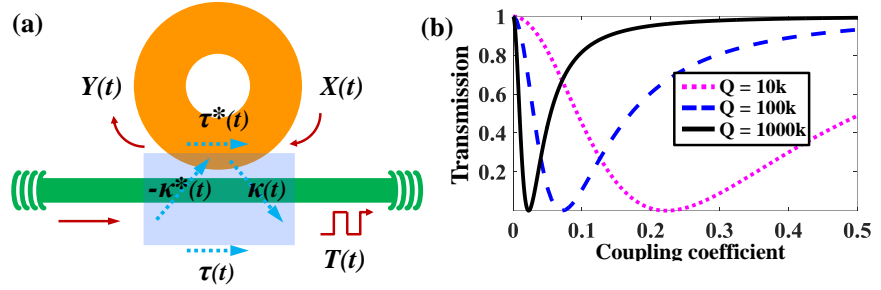 (a)
Y(t)
X(t)
τ*(t)
-κ*(t)
κ(t)
τ(t)
T(t)
(b)
Transmission
1
0.8
0.6
0.4
0.2
Q = 10k
Q = 100k
Q = 1000k
0 0.1 0.2 0.3 0.4 0.5
Coupling coefficient